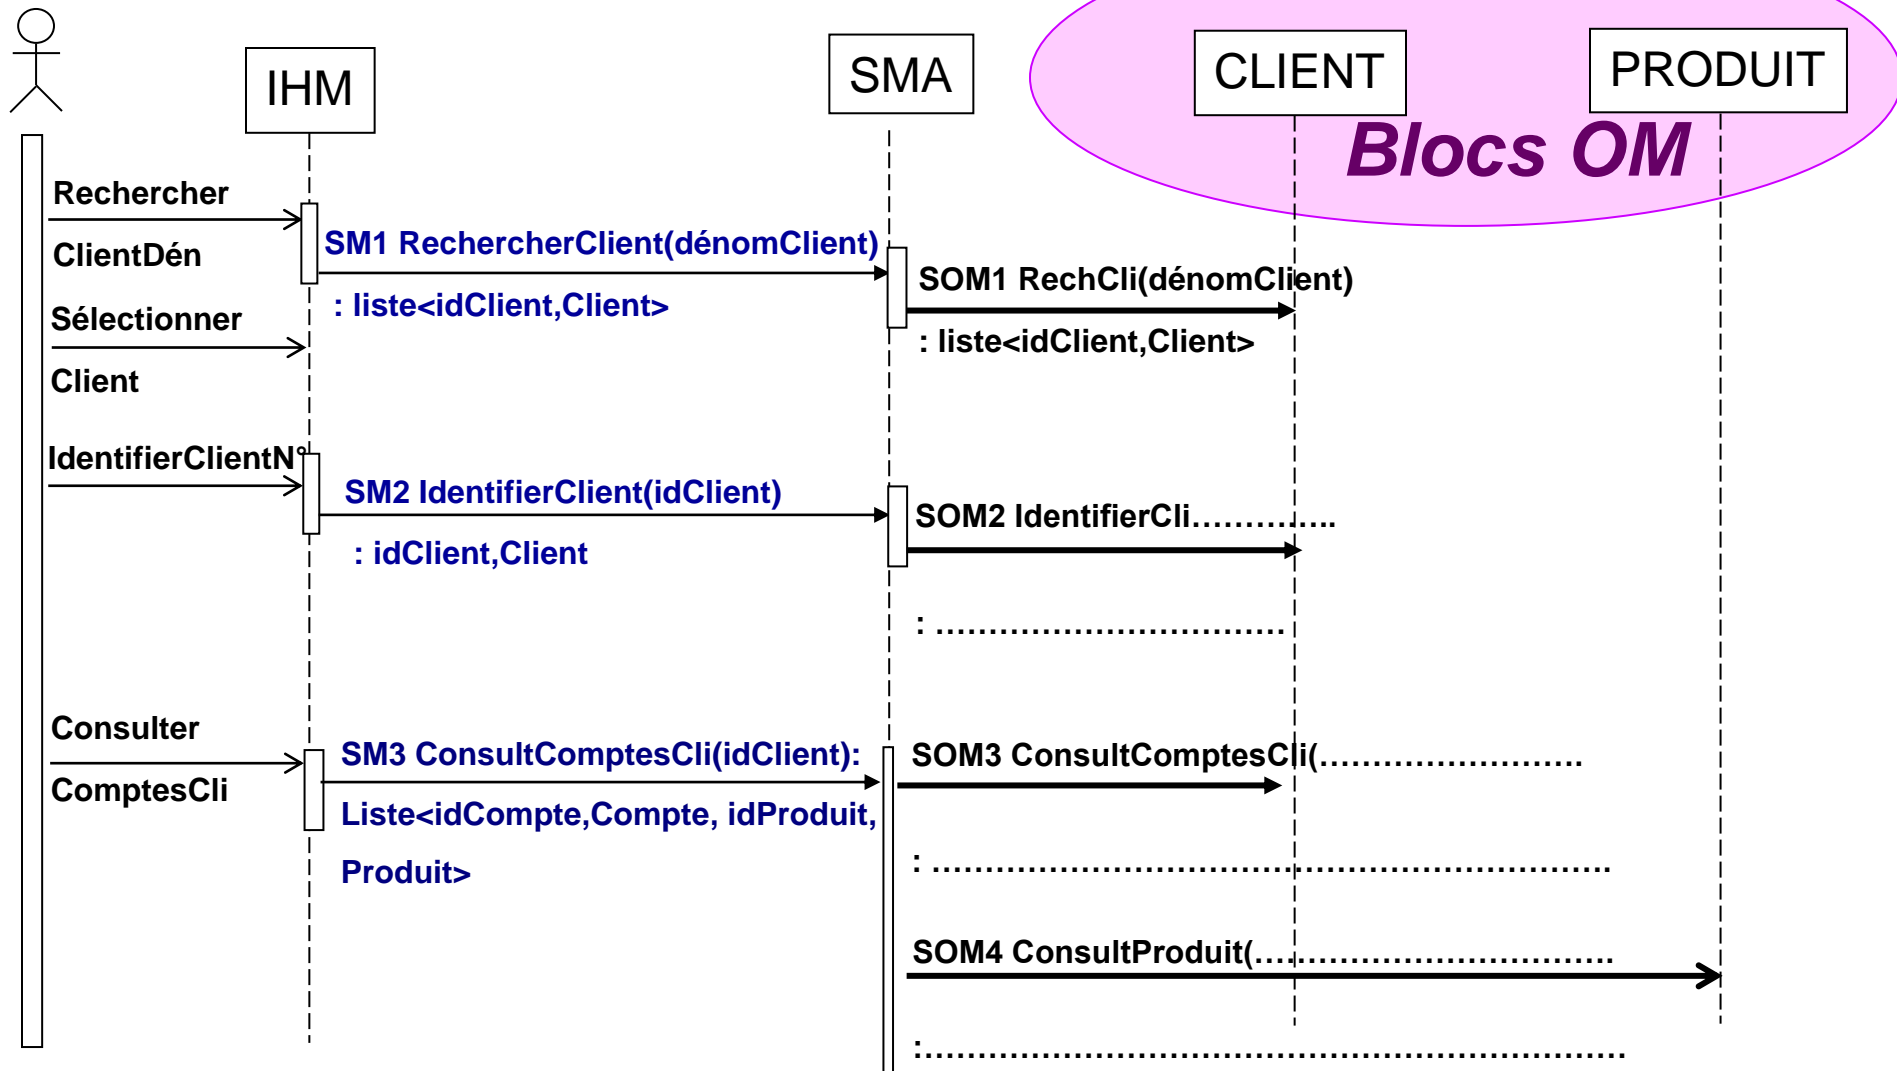 IHM
SMA
CLIENT
PRODUIT
Blocs OM
Rechercher
ClientDén
SM1 RechercherClient(dénomClient)
: liste<idClient,Client>
SOM1 RechCli(dénomClient)
: liste<idClient,Client>
Sélectionner
Client
IdentifierClientN°
SM2 IdentifierClient(idClient)
: idClient,Client
SOM2 IdentifierCli…………..
: ……………………………
Consulter
ComptesCli
SM3 ConsultComptesCli(idClient):
Liste<idCompte,Compte, idProduit,
Produit>
SOM3 ConsultComptesCli(…………………….
: ……………………………………………………….
SOM4 ConsultProduit(…………………………….
:…………………………………………………………